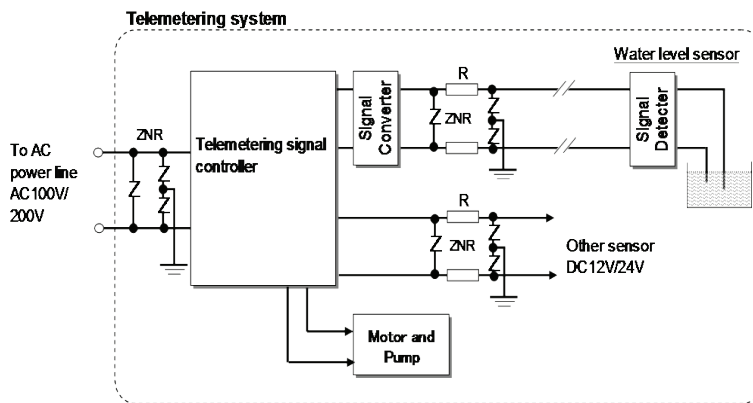 Telemetering system
Water level sensor
R
ZNR
Signal
Converter
ZNR
Signal
Detecter
To AC
power line
AC100V/
200V
Telemetering signal
controller
R
ZNR
Other sensor
DC12V/24V
Motor and
Pump